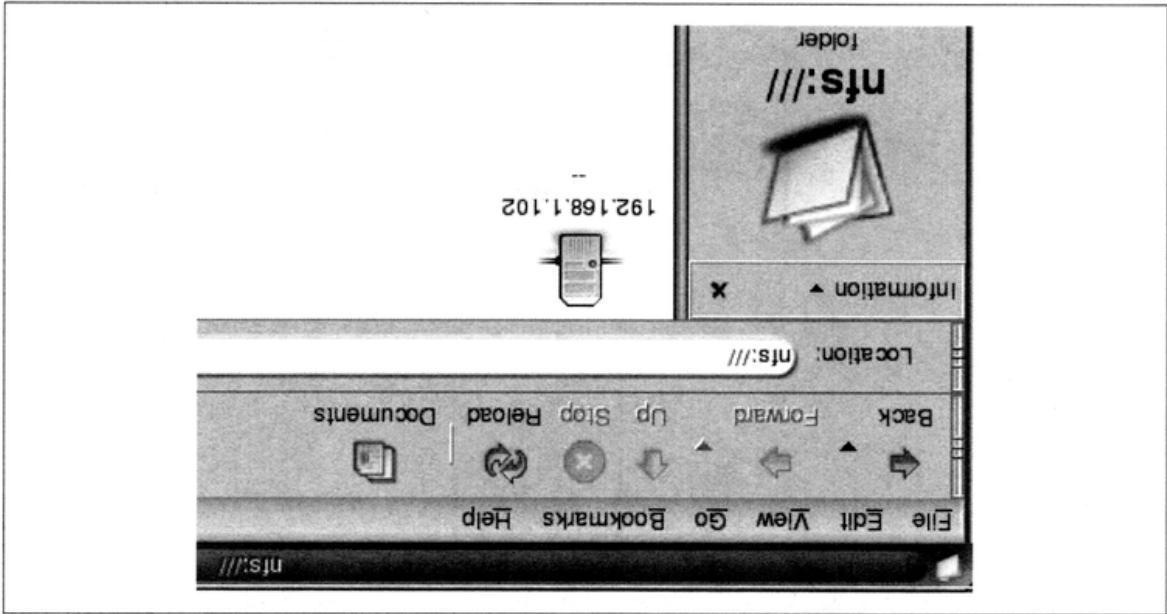 nfs:///
File Edit View Go Bookmarks Help
Back Forward Up Stop Reload Documents
Location: nfs:///
Information
192.168.1.102
--
nfs:///
folder